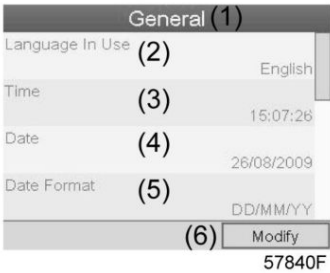 General (1)
Language In Use (2)
English
Time (3)
15:07:26
Date (4)
26/08/2009
Date Format (5)
DD/MM/YY
(6) Modify
57840F